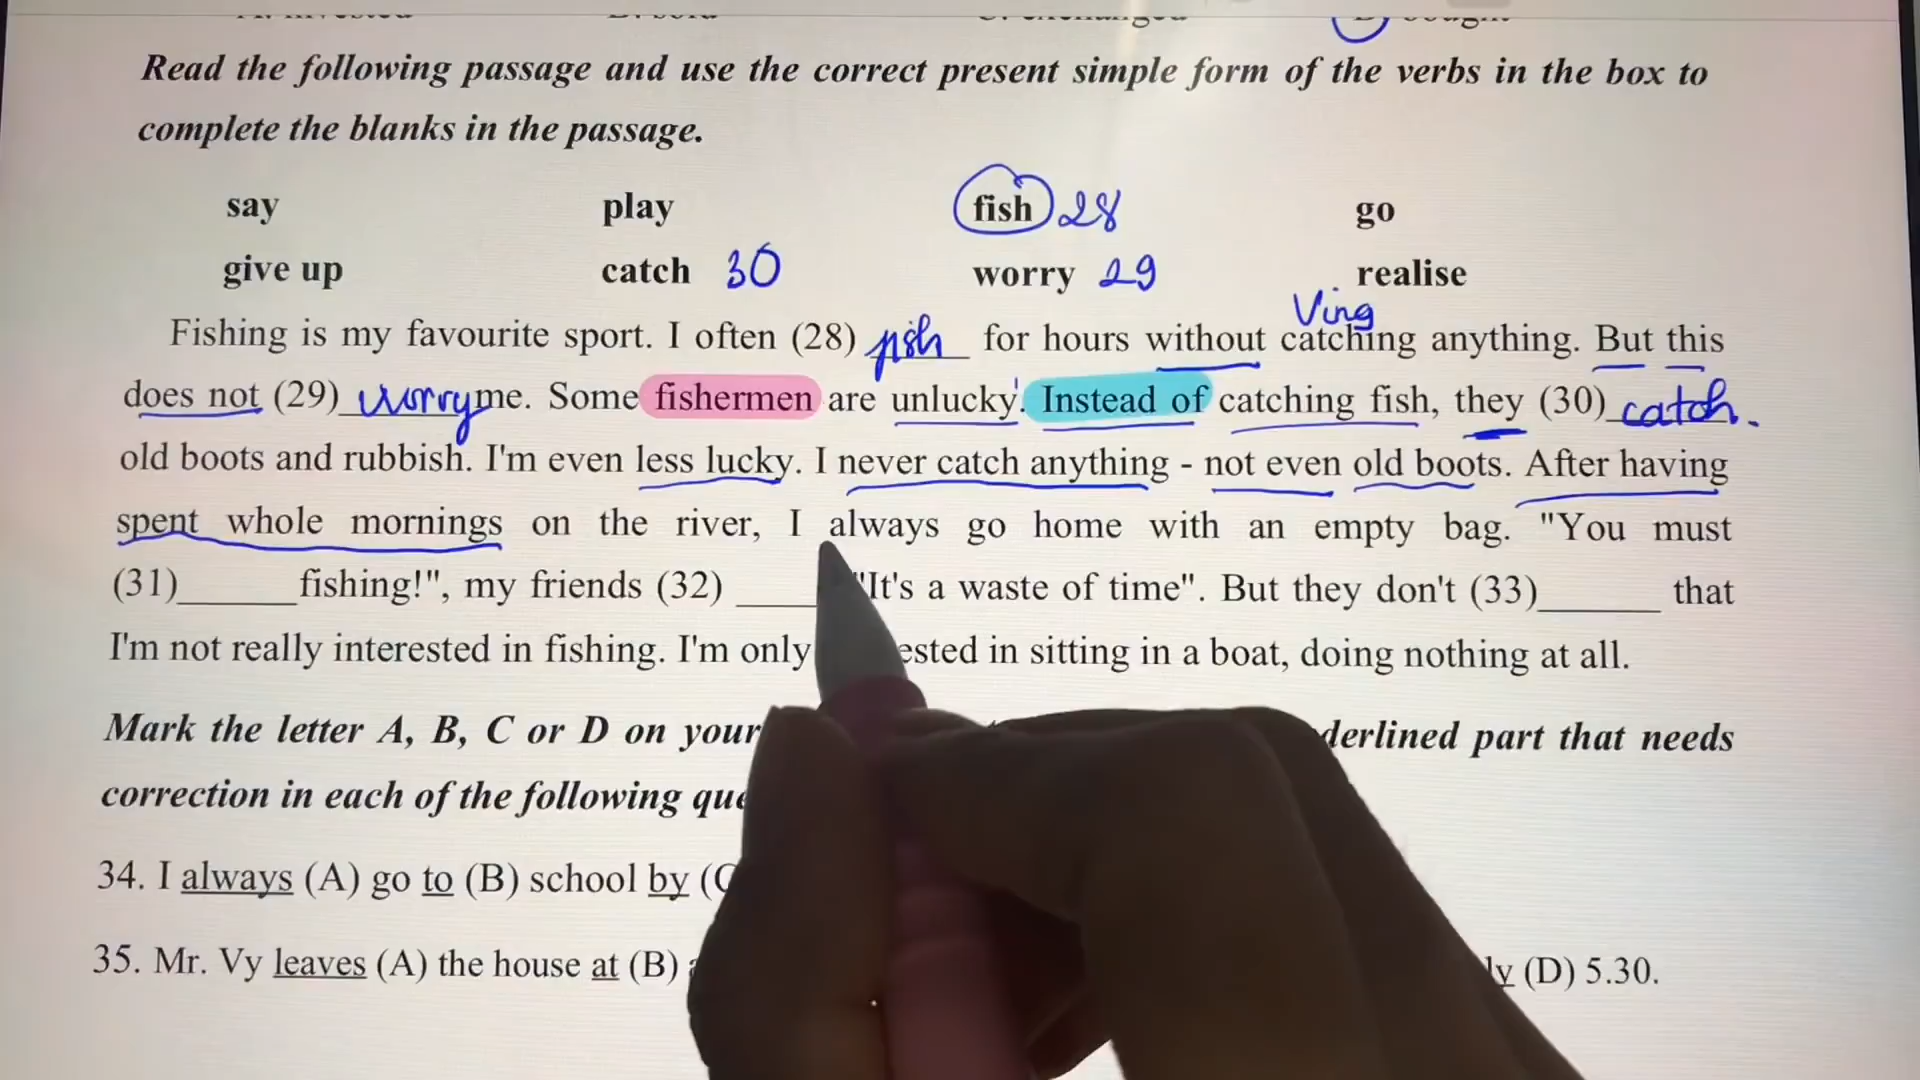 Read the following passage and use the correct present simple form of the verbs in the box to
complete the blanks in the passage.
say play fish 28 go
give up catch 30 worry 29 realise
Ving
Fishing is my favourite sport. I often (28) fish for hours without catching anything. But this
does not (29) worry me. Some fishermen are unlucky. Instead of catching fish, they (30) catch.
old boots and rubbish. I'm even less lucky. I never catch anything - not even old boots. After having
spent whole mornings on the river, I always go home with an empty bag. "You must
(31)______ fishing!", my friends (32) ____ "It's a waste of time". But they don't (33)______ that
I'm not really interested in fishing. I'm only ested in sitting in a boat, doing nothing at all.
Mark the letter A, B, C or D on your derlined part that needs
correction in each of the following que
34. I always (A) go to (B) school by (C
35. Mr. Vy leaves (A) the house at (B) ly (D) 5.30.